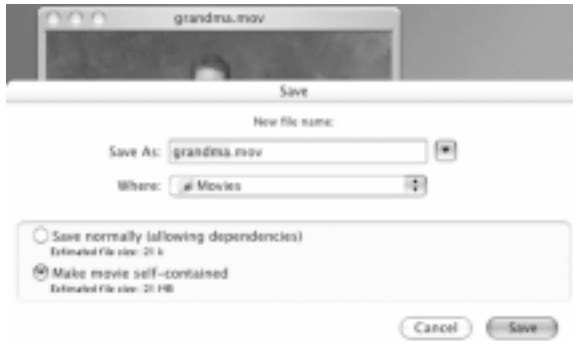 grandma.mov
Save
New file name:
Save As: grandma.mov
Where: Movies
Save normally (allowing dependencies)
Estimated file size: 21 k
Make movie self-contained
Estimated file size: 21 MB
Cancel Save